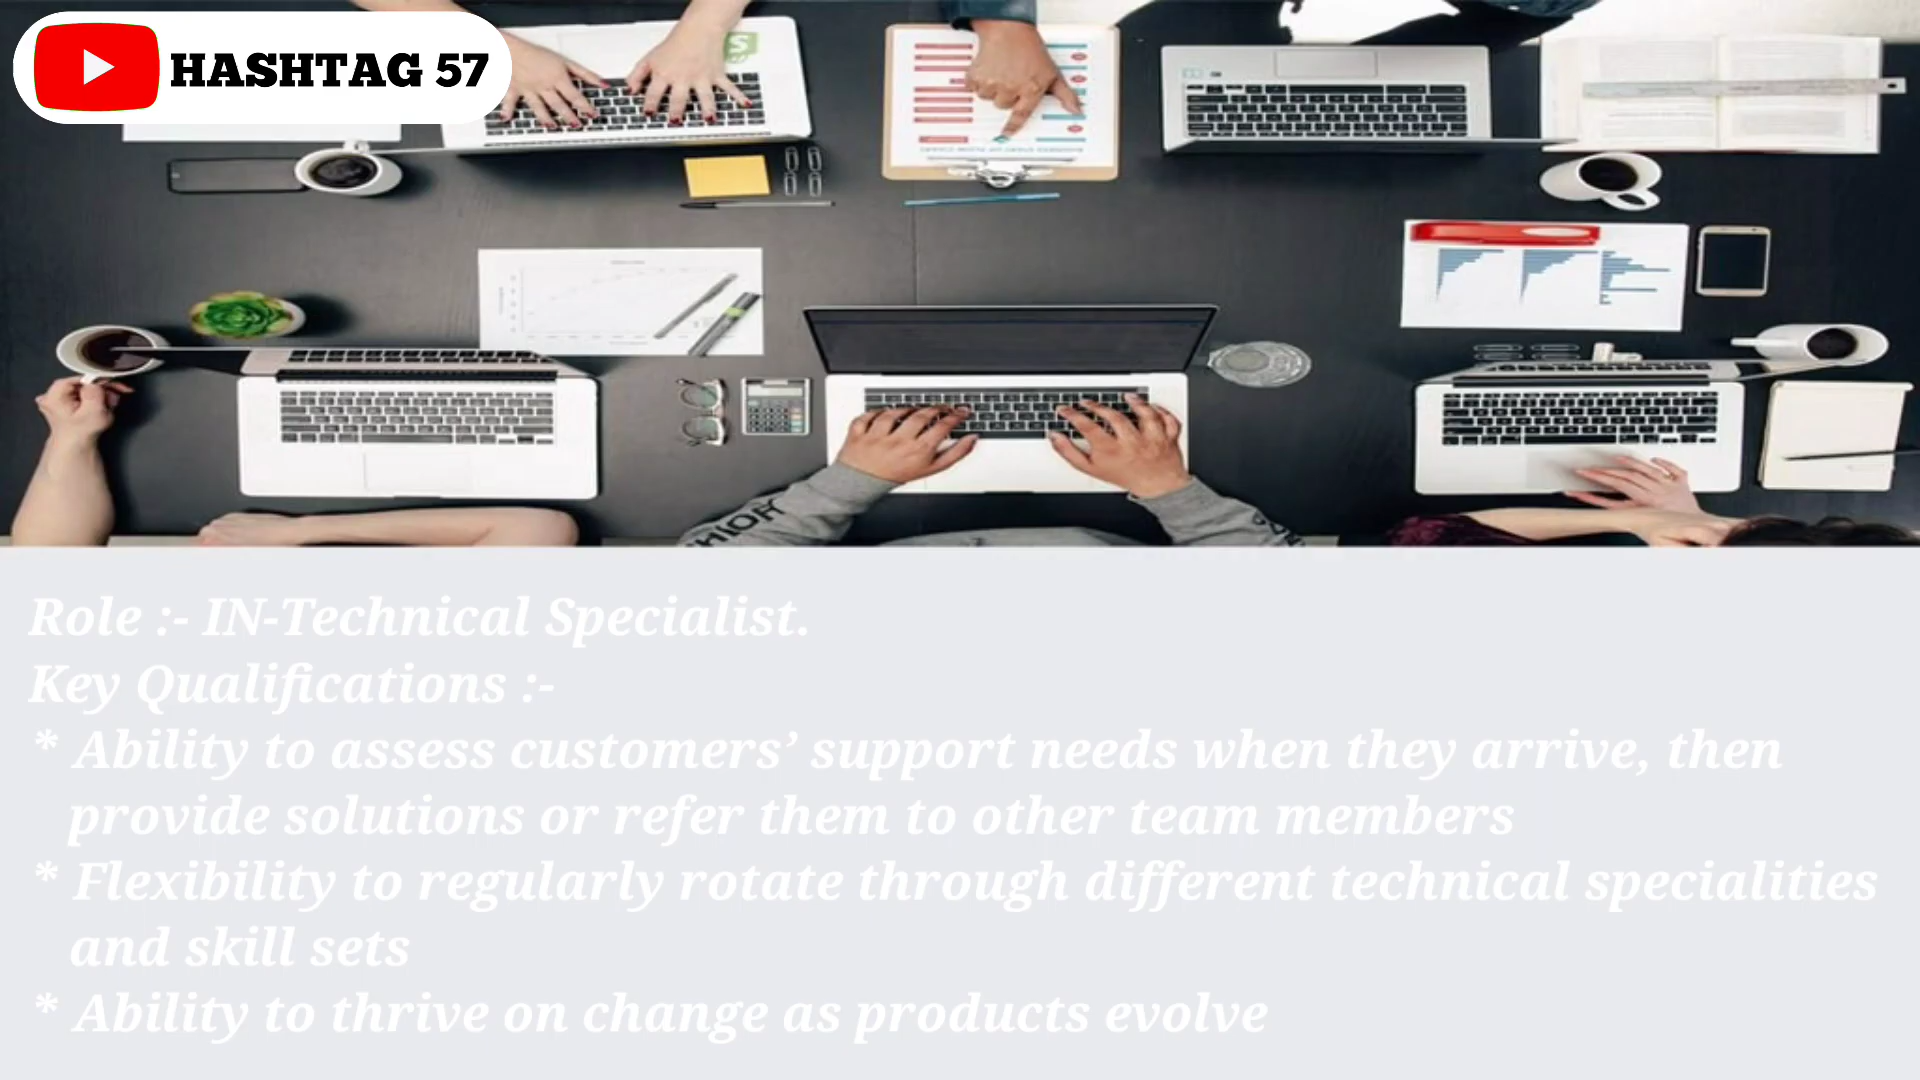 HASHTAG 57
Role :- IN-Technical Specialist.
Key Qualifications :-
* Ability to assess customers’ support needs when they arrive, then
provide solutions or refer them to other team members
* Flexibility to regularly rotate through different technical specialities
and skill sets
* Ability to thrive on change as products evolve